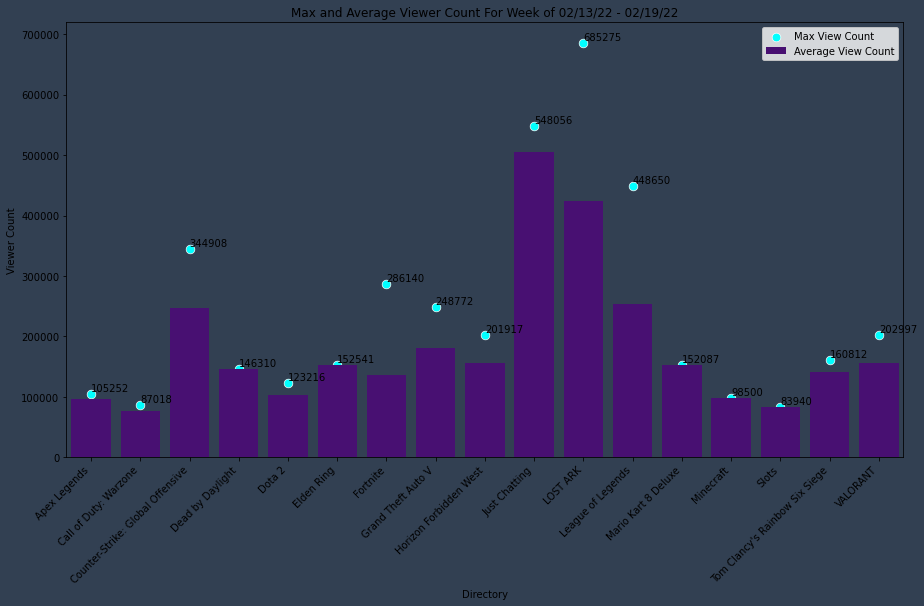 Max and Average Viewer Count For Week of 02/13/22 - 02/19/22
Max View Count
Average View Count
Viewer Count
700000
600000
500000
400000
300000
200000
100000
0
105252
87018
344908
146310
123216
152541
286140
248772
201917
548056
685275
448650
152087
98500
83940
160812
202997
Apex Legends
Call of Duty: Warzone
Counter-Strike: Global Offensive
Dead by Daylight
Dota 2
Elden Ring
Fortnite
Grand Theft Auto V
Horizon Forbidden West
Just Chatting
LOST ARK
League of Legends
Mario Kart 8 Deluxe
Minecraft
Slots
Tom Clancy's Rainbow Six Siege
VALORANT
Directory